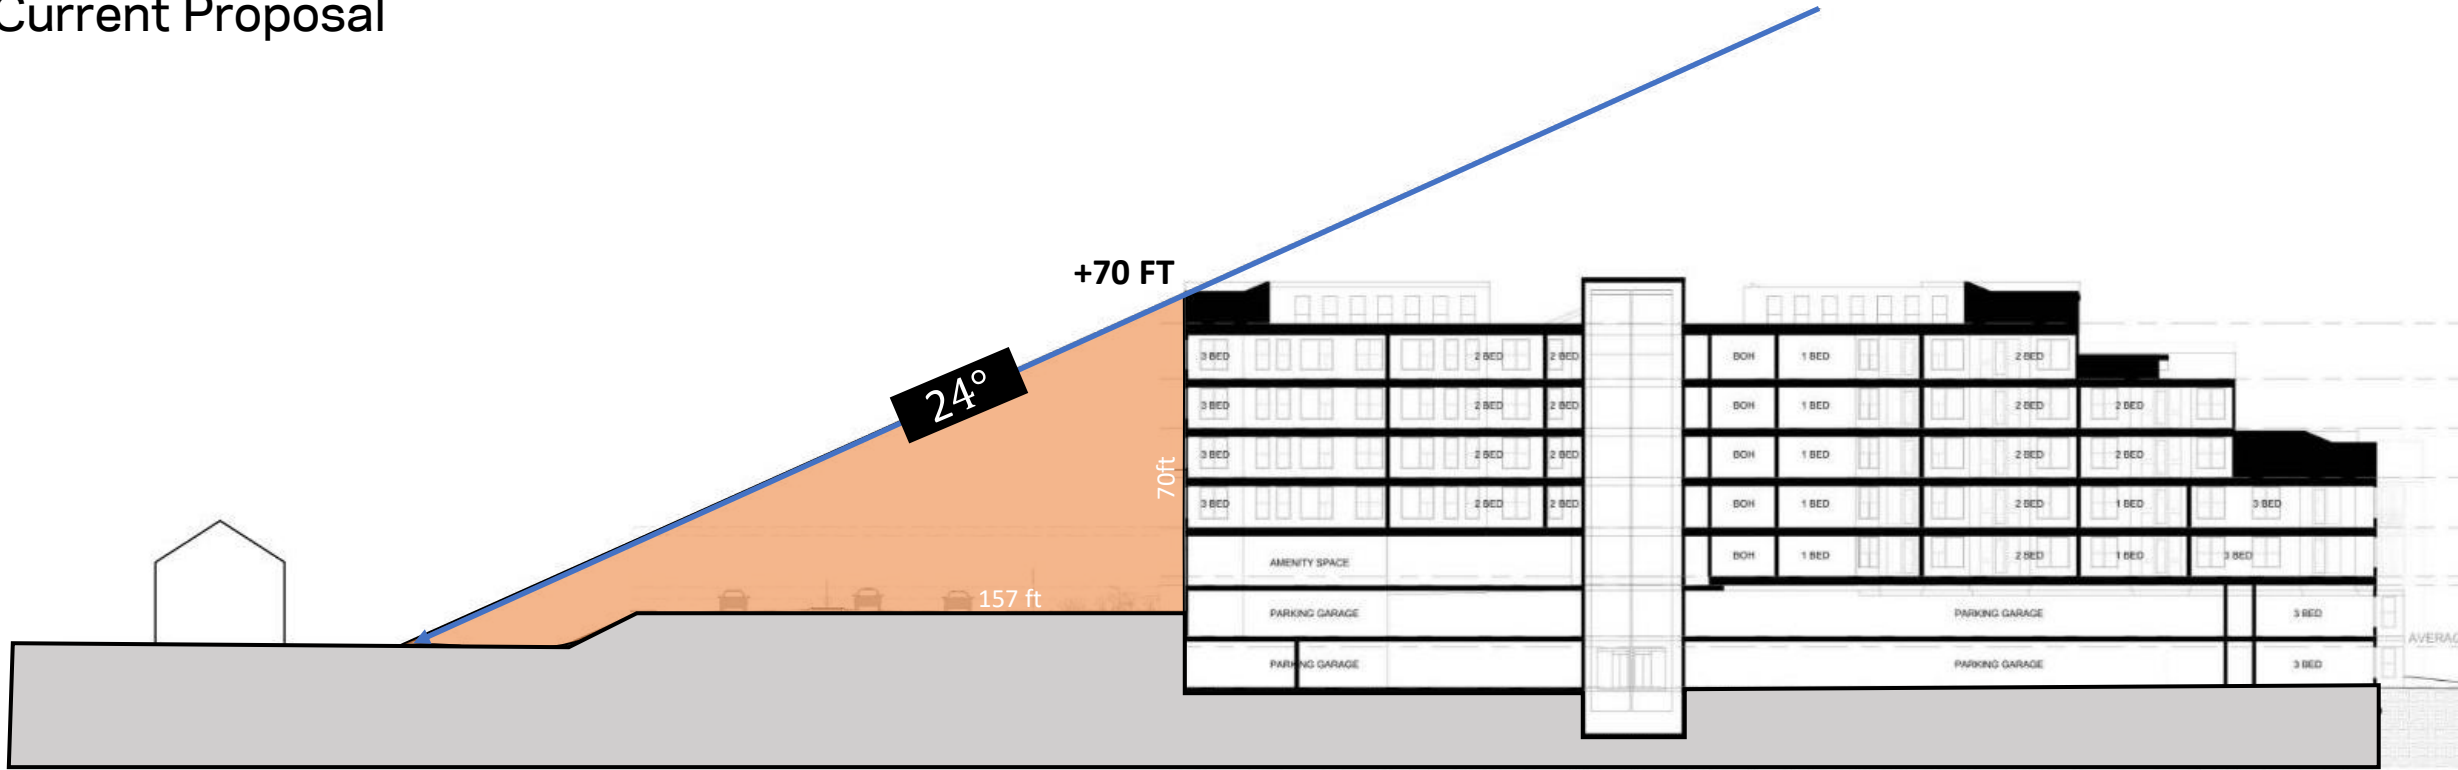 Current Proposal
+70 FT
24°
70ft
157 ft
3 BED 2 BED 2 BED BOH 1 BED 2 BED
3 BED 2 BED 2 BED BOH 1 BED 2 BED 2 BED
3 BED 2 BED 2 BED BOH 1 BED 2 BED 2 BED
3 BED 2 BED 2 BED BOH 1 BED 2 BED 1 BED 3 BED
AMENITY SPACE BOH 1 BED 2 BED 1 BED 3 BED
PARKING GARAGE PARKING GARAGE 3 BED
AVERAG
PARKING GARAGE PARKING GARAGE 3 BED